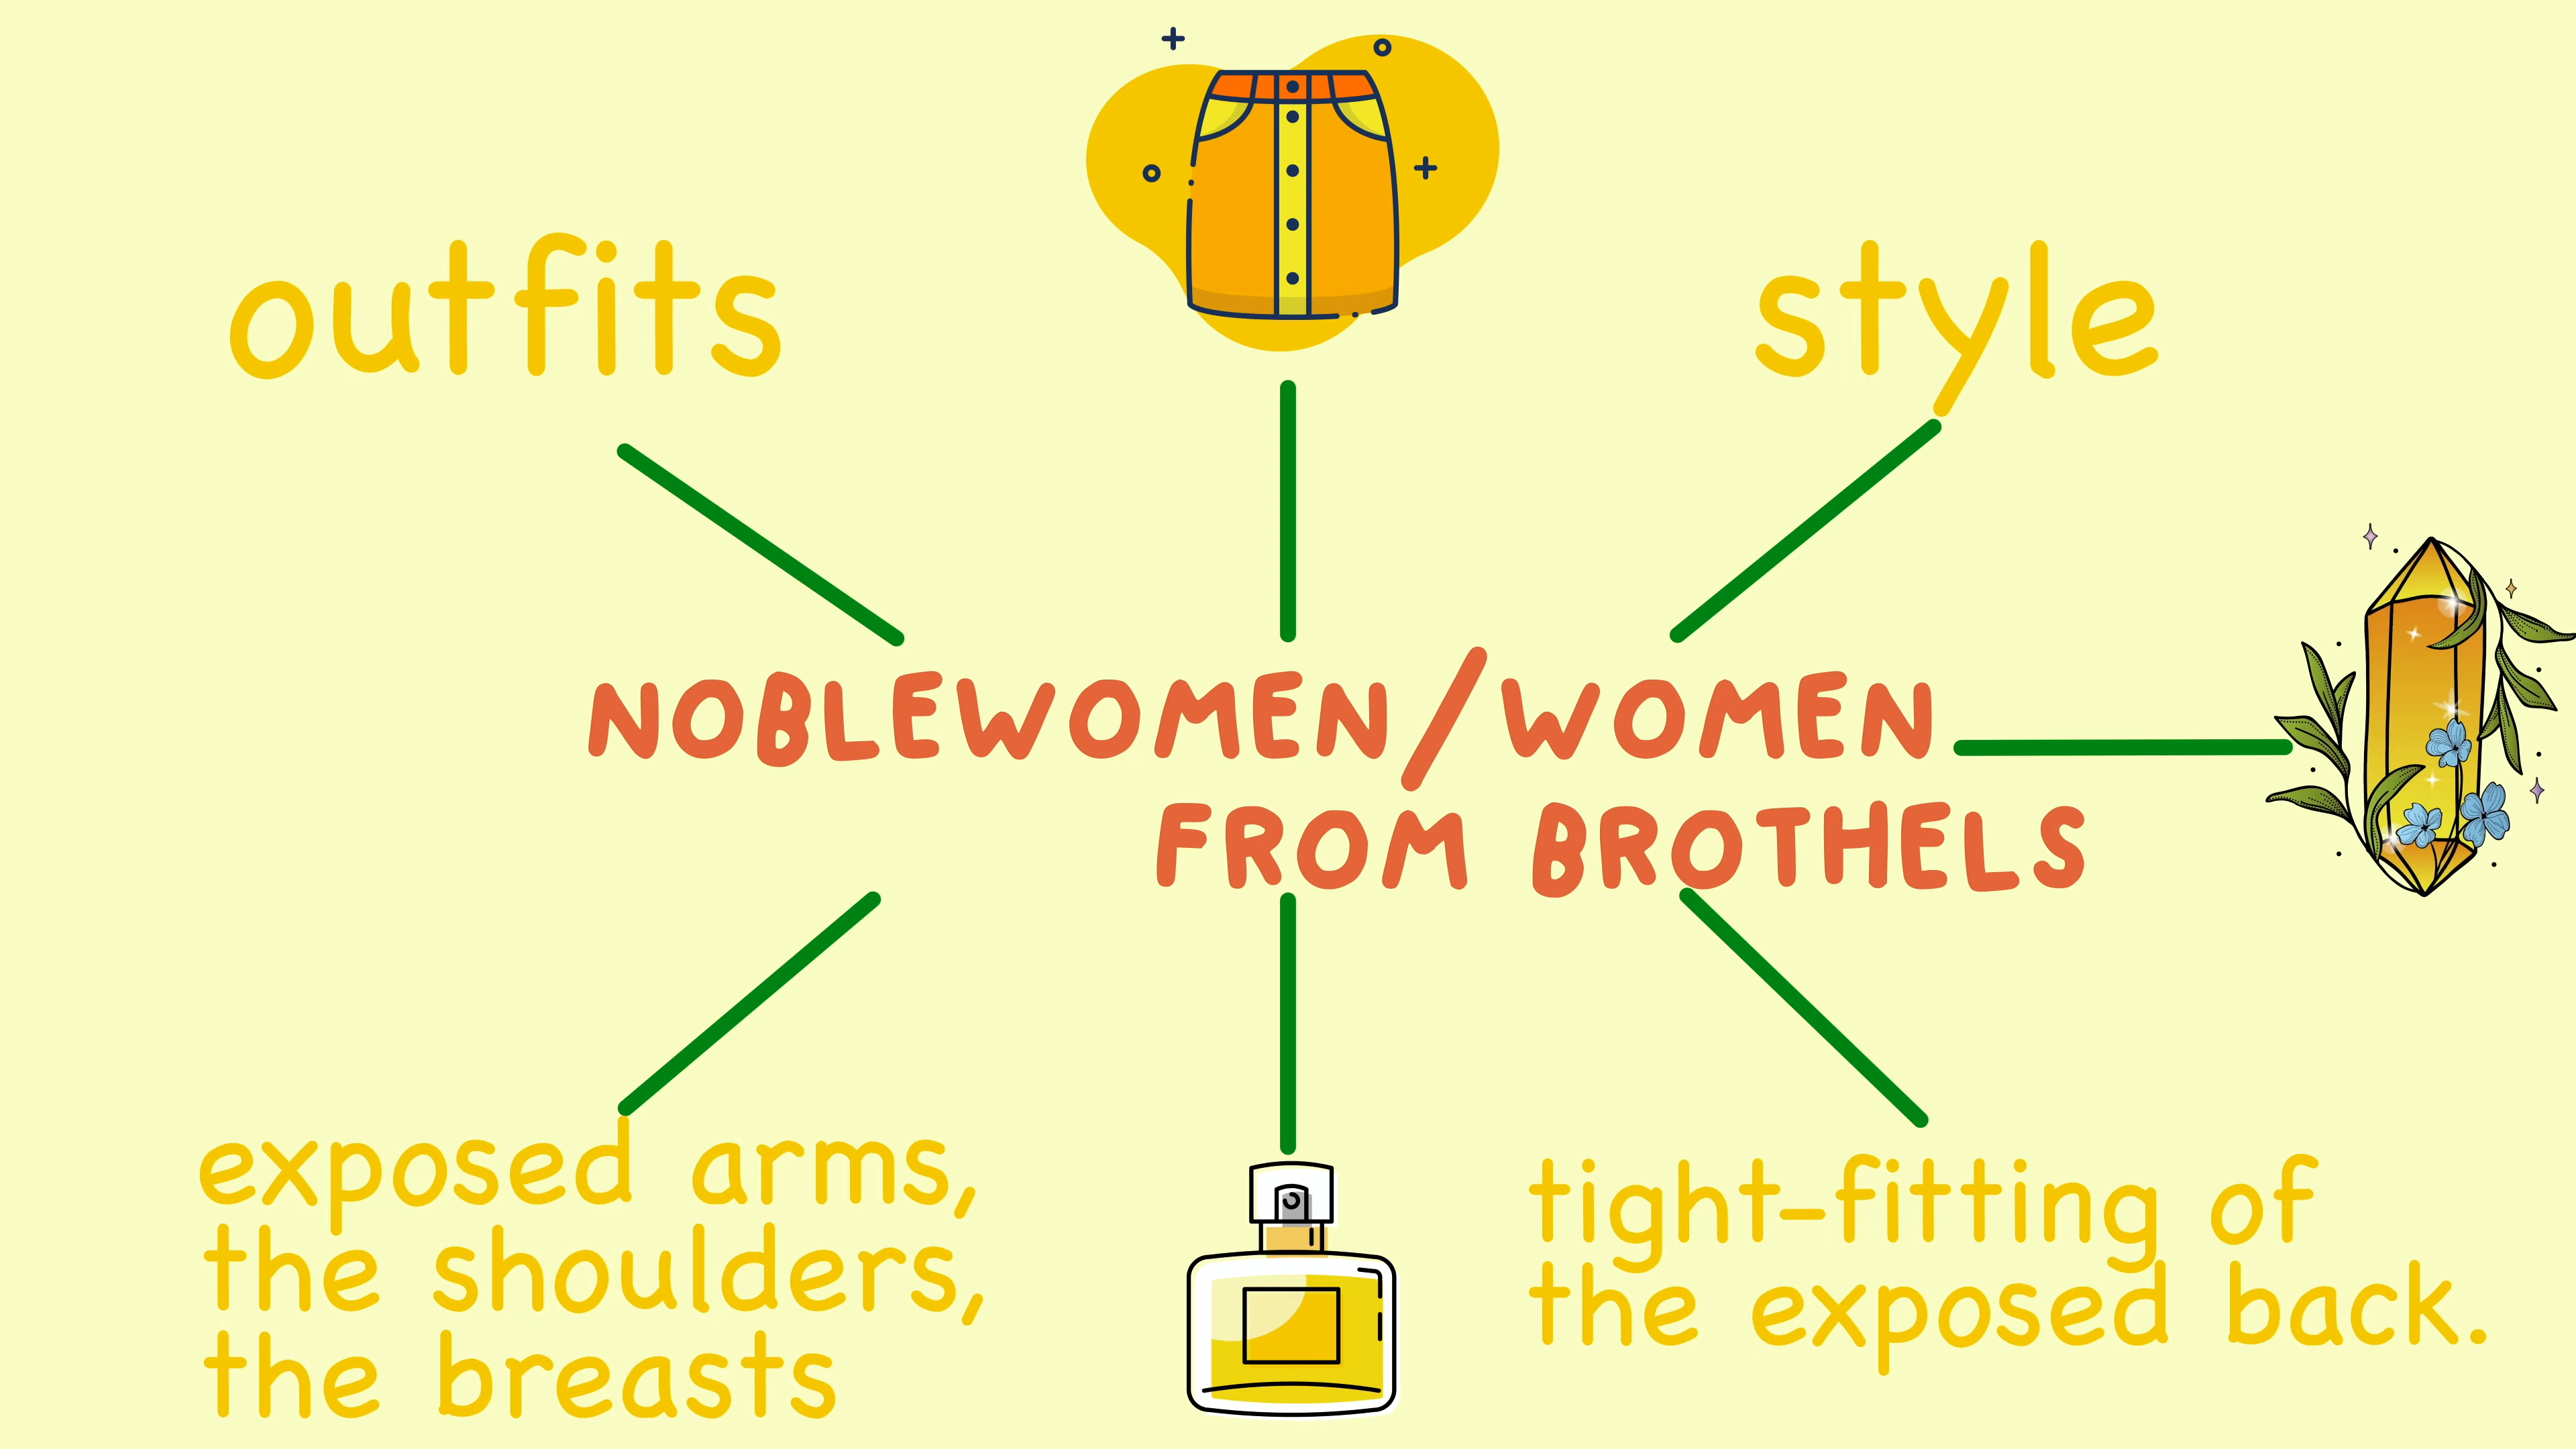 outfits
style
NOBLEWOMEN/WOMEN
FROM BROTHELS
exposed arms,
the shoulders,
the breasts
tight-fitting of
the exposed back.